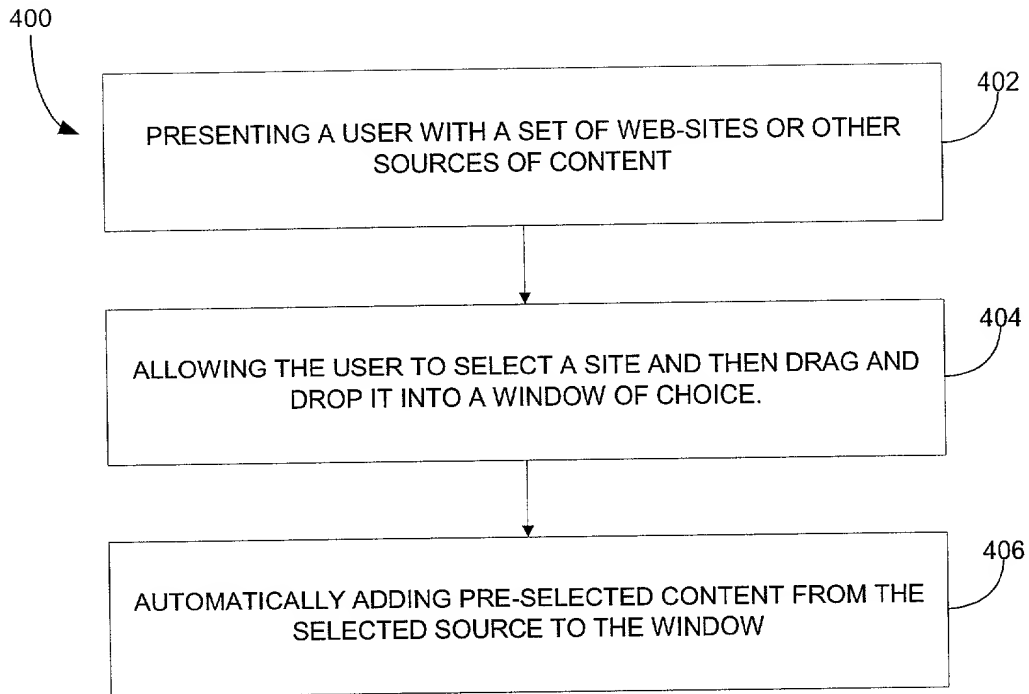 400
402
PRESENTING A USER WITH A SET OF WEB-SITES OR OTHER
SOURCES OF CONTENT
404
ALLOWING THE USER TO SELECT A SITE AND THEN DRAG AND
DROP IT INTO A WINDOW OF CHOICE.
406
AUTOMATICALLY ADDING PRE-SELECTED CONTENT FROM THE
SELECTED SOURCE TO THE WINDOW